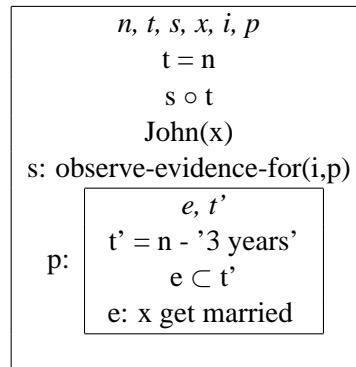 n, t, s, x, i, p
t = n
s ○ t
John(x)
s: observe-evidence-for(i,p)
e, t'
t' = n - '3 years'
p:
e ⊂ t'
e: x get married